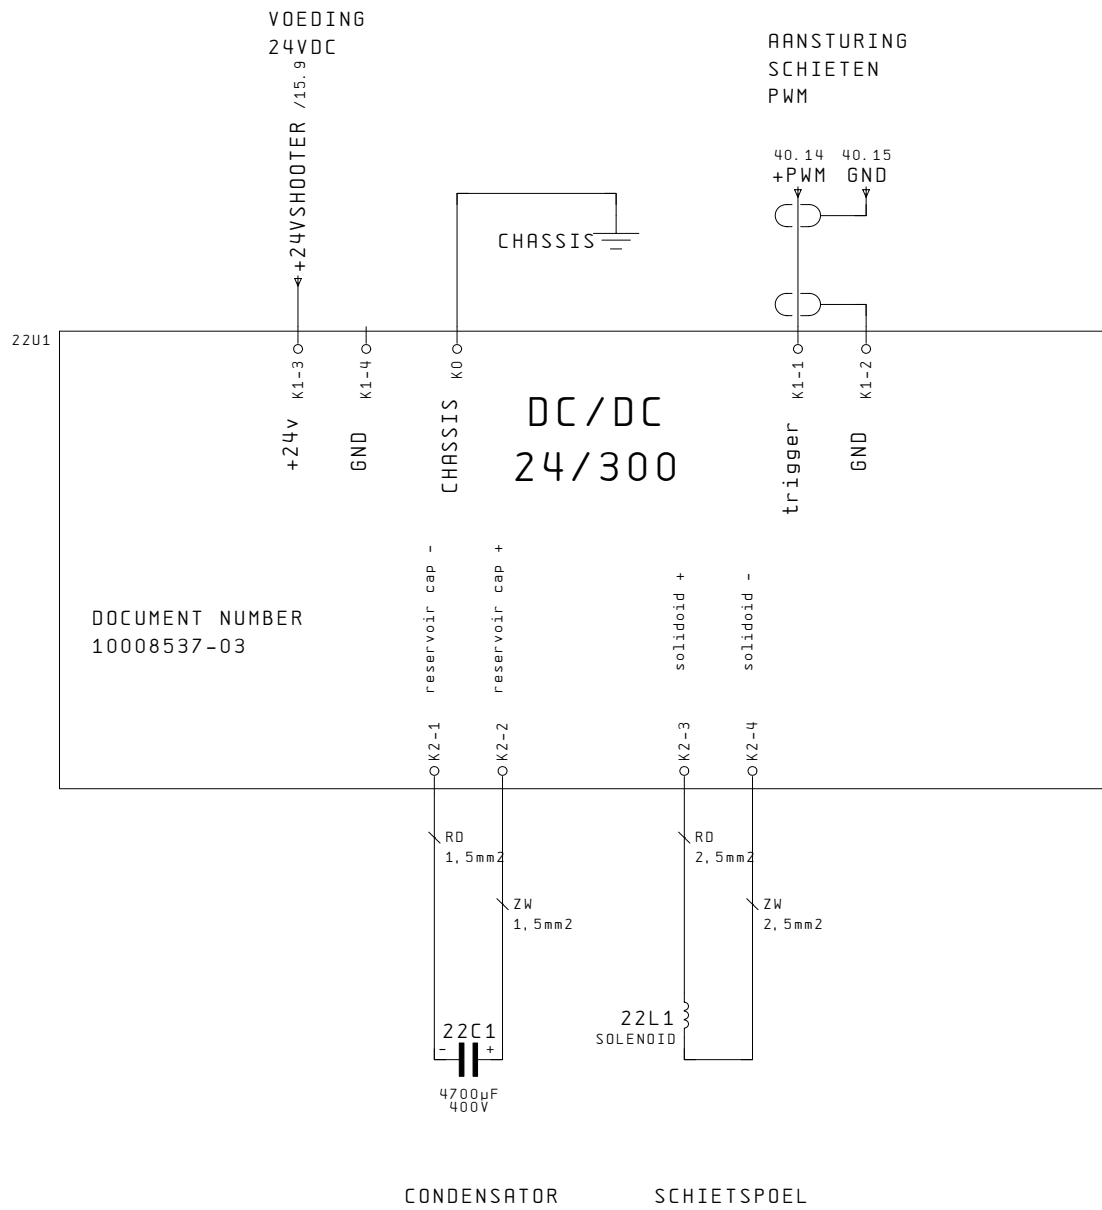 VOEDING
24VDC
+24VSHOOTER /15.9
AANSTURING
SCHIETEN
PWM
40.14 40.15
+PWM GND
CHASSIS
22U1
K1-3
K1-4
K0
K1-1
K1-2
+24v
GND
CHASSIS
DC/DC
24/300
trigger
GND
DOCUMENT NUMBER
10008537-03
reservoir cap -
reservoir cap +
solidoid +
solidoid -
K2-1
K2-2
K2-3
K2-4
RD
1,5mm2
ZW
1,5mm2
RD
2,5mm2
ZW
2,5mm2
22C1
- +
4700µF
400V
22L1
SOLENOID
CONDENSATOR
SCHIETSPOEL